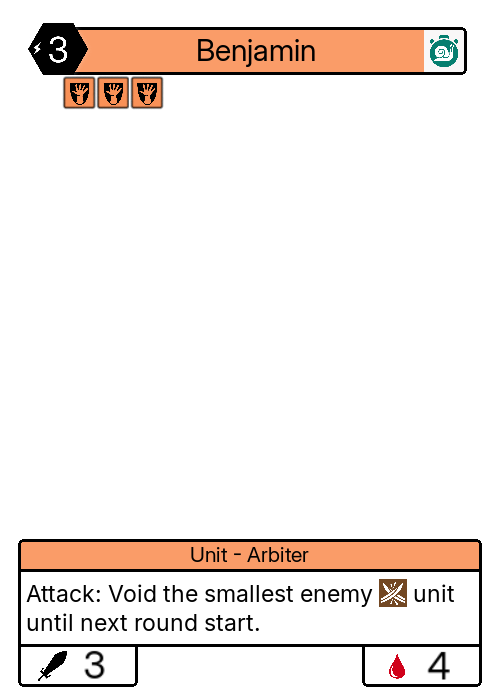 3 Benjamin
Unit - Arbiter
Attack: Void the smallest enemy unit
until next round start.
3 4